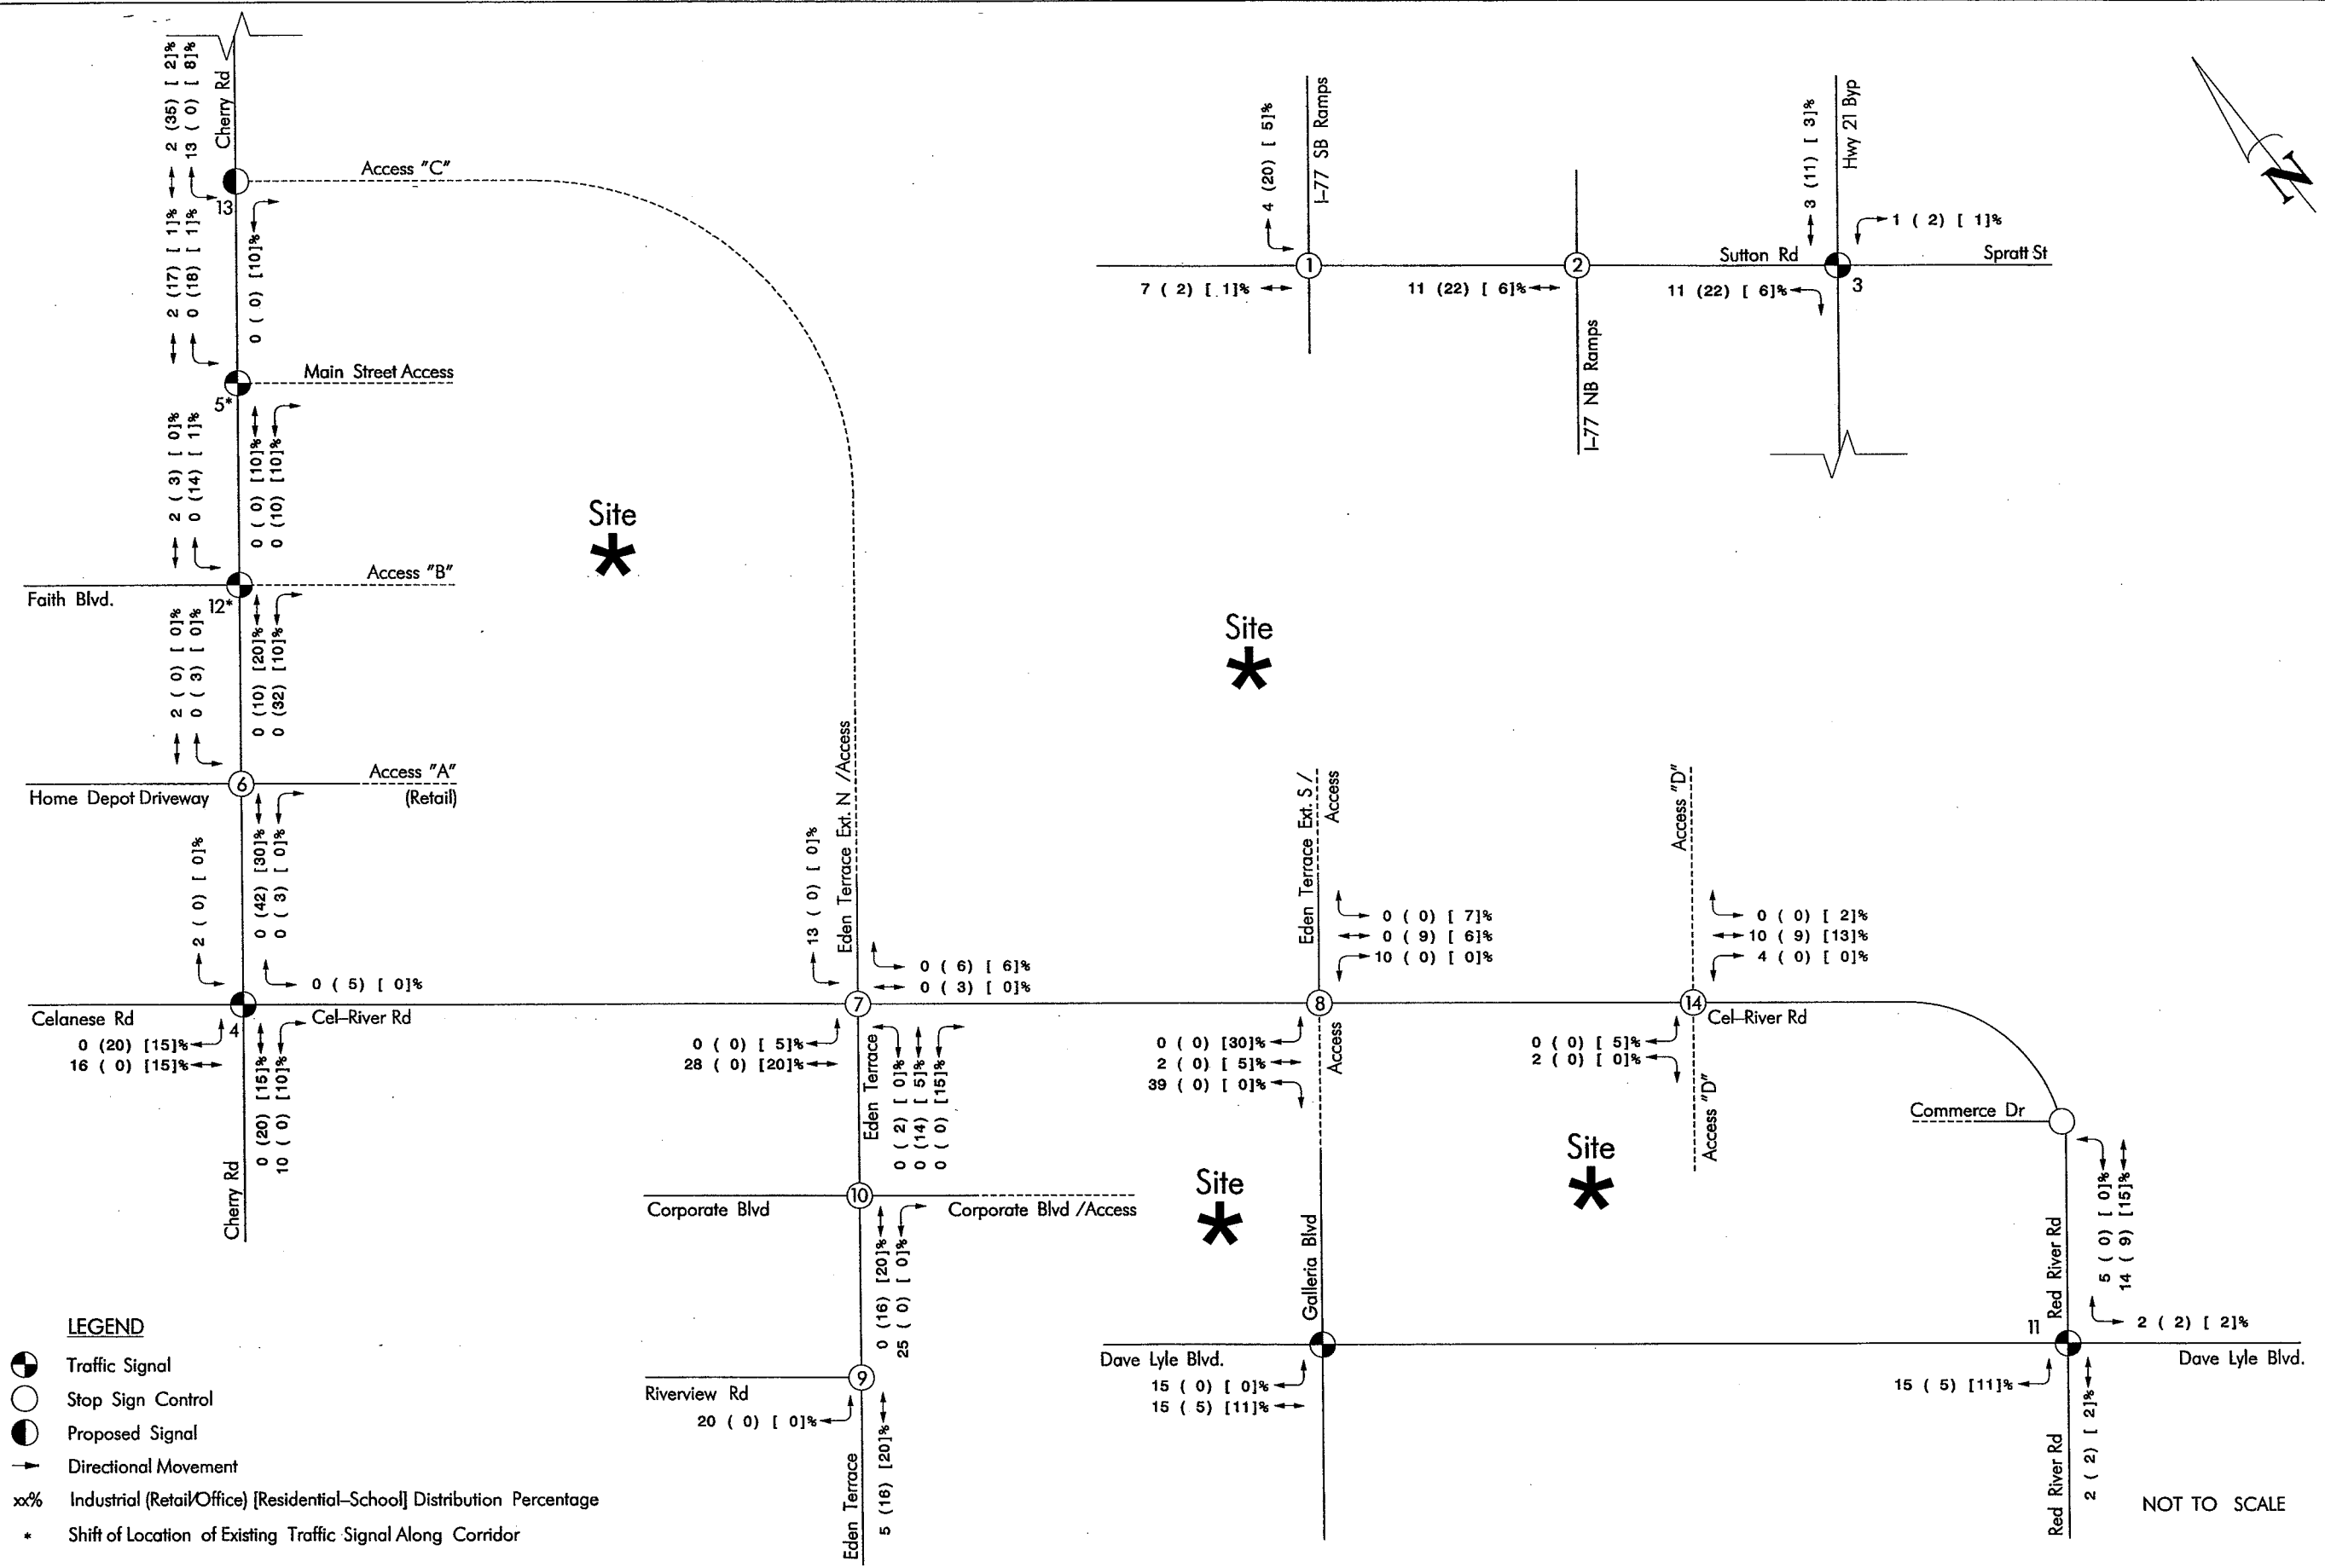 2 (35) [ 2]%
13 ( 0) [ 8]%
Cherry Rd
Access "C"
13
2 (17) [ 1]%
0 (18) [ 1]%
0 ( 0) [10]%
Main Street Access
5*
2 ( 3) [ 0]%
0 (14) [ 1]%
0 ( 0) [10]%
0 (10) [10]%
Access "B"
Faith Blvd.
12*
2 ( 0) [ 0]%
0 ( 3) [ 0]%
0 (10) [20]%
0 (32) [10]%
Access "A"
6
Home Depot Driveway
(Retail)
2 ( 0) [ 0]%
0 (42) [30]%
0 ( 3) [ 0]%
0 ( 5) [ 0]%
Celanese Rd
4
Cel-River Rd
0 (20) [15]%
16 ( 0) [15]%
0 (20) [15]%
10 ( 0) [10]%
Cherry Rd
Site
4 (20) [ 5]%
I-77 SB Ramps
1
7 ( 2) [ 1]%
2
11 (22) [ 6]%
I-77 NB Ramps
Sutton Rd
3 (11) [ 3]%
Hwy 21 Byp
1 ( 2) [ 1]%
Spratt St
11 (22) [ 6]%
3
N
Site
Eden Terrace Ext. N /Access
13 ( 0) [ 0]%
0 ( 6) [ 6]%
0 ( 3) [ 0]%
7
0 ( 0) [ 5]%
28 ( 0) [20]%
Eden Terrace
0 ( 2) [ 0]%
0 (14) [ 5]%
0 ( 0) [15]%
Eden Terrace Ext. S /
Access
0 ( 0) [ 7]%
0 ( 9) [ 6]%
10 ( 0) [ 0]%
8
0 ( 0) [30]%
2 ( 0) [ 5]%
39 ( 0) [ 0]%
Access
Access "D"
0 ( 0) [ 2]%
10 ( 9) [13]%
4 ( 0) [ 0]%
14
Cel-River Rd
0 ( 0) [ 5]%
2 ( 0) [ 0]%
Access "D"
Commerce Dr
10
Corporate Blvd
Corporate Blvd /Access
0 (16) [20]%
25 ( 0) [ 0]%
9
Riverview Rd
20 ( 0) [ 0]%
5 (16) [20]%
Eden Terrace
Site
Site
Galleria Blvd
Dave Lyle Blvd.
15 ( 0) [ 0]%
15 ( 5) [11]%
Red River Rd
5 ( 0) [ 0]%
14 ( 9) [15]%
11
2 ( 2) [ 2]%
Dave Lyle Blvd.
15 ( 5) [11]%
2 ( 2) [ 2]%
Red River Rd
LEGEND
Traffic Signal
Stop Sign Control
Proposed Signal
Directional Movement
xx% Industrial (Retail/Office) [Residential-School] Distribution Percentage
* Shift of Location of Existing Traffic Signal Along Corridor
NOT TO SCALE